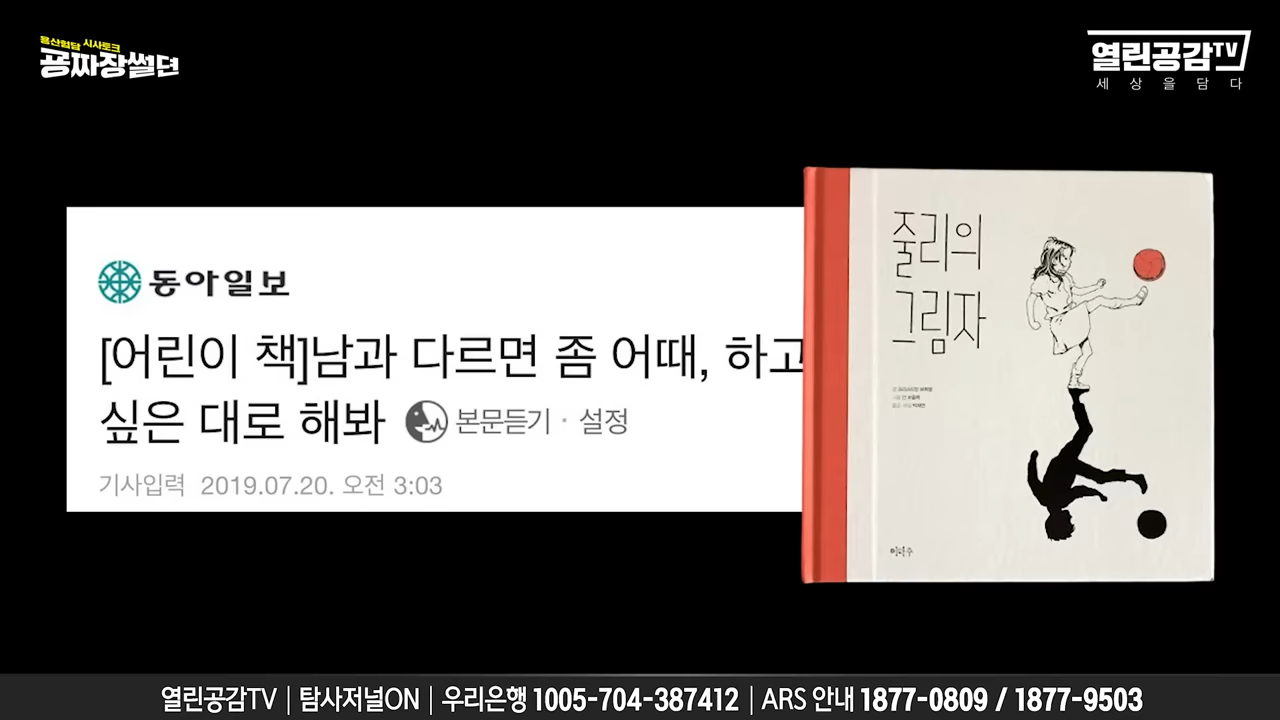 용산험담 시사토크
공짜장썰뎐
열린공감TV
세상을담다
동아일보
[어린이 책]남과 다르면 좀 어때, 하고
싶은 대로 해봐 본문듣기 · 설정
기사입력 2019.07.20. 오전 3:03
줄리의
그림자
이마주
열린공감TV | 탐사저널ON | 우리은행 1005-704-387412 | ARS 안내 1877-0809 / 1877-9503